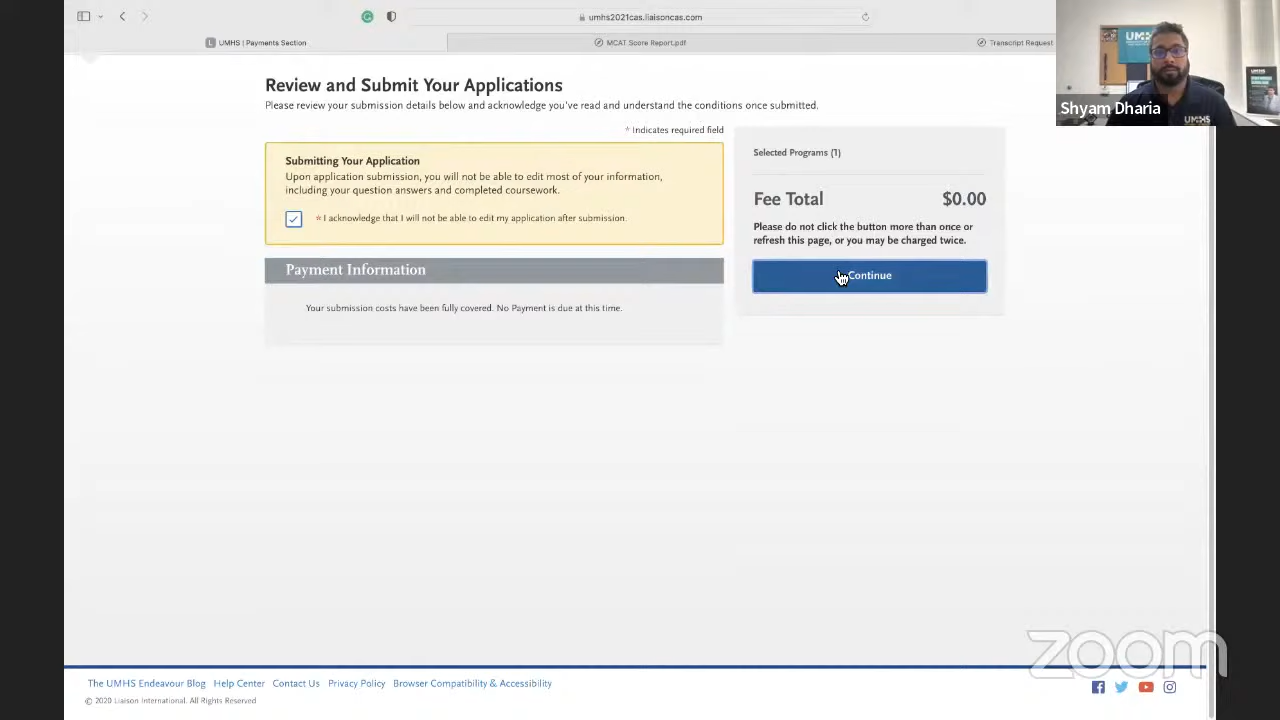 umhs2021cas.liaisoncas.com
L UMHS | Payments Section
MCAT Score Report.pdf
Transcript Request
UMHS
Shyam Dharia
Review and Submit Your Applications
Please review your submission details below and acknowledge you've read and understand the conditions once submitted.
* Indicates required field
Submitting Your Application
Upon application submission, you will not be able to edit most of your information,
including your question answers and completed coursework.
* I acknowledge that I will not be able to edit my application after submission.
Payment Information
Your submission costs have been fully covered. No Payment is due at this time.
Selected Programs (1)
Fee Total $0.00
Please do not click the button more than once or
refresh this page, or you may be charged twice.
Continue
zoom
The UMHS Endeavour Blog Help Center Contact Us Privacy Policy Browser Compatibility & Accessibility
© 2020 Liaison International. All Rights Reserved